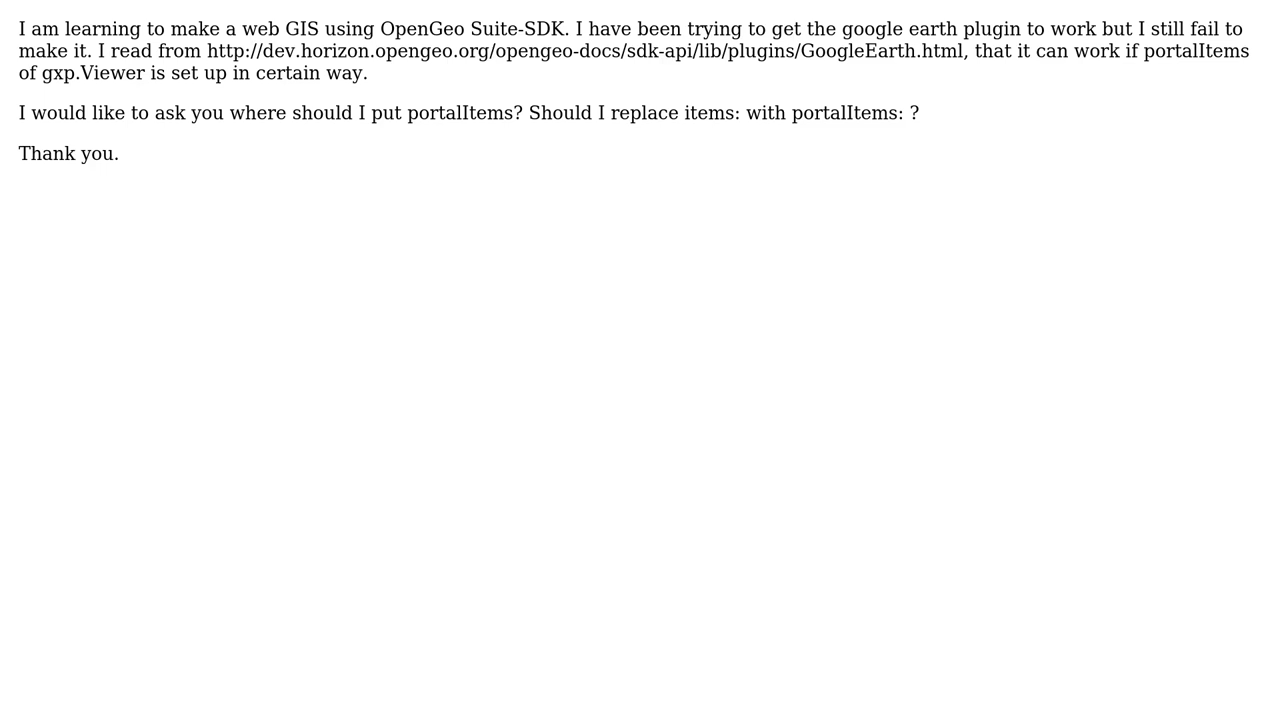 I am learning to make a web GIS using OpenGeo Suite-SDK. I have been trying to get the google earth plugin to work but I still fail to
make it. I read from http://dev.horizon.opengeo.org/opengeo-docs/sdk-api/lib/plugins/GoogleEarth.html, that it can work if portalItems
of gxp.Viewer is set up in certain way.
I would like to ask you where should I put portalItems? Should I replace items: with portalItems: ?
Thank you.